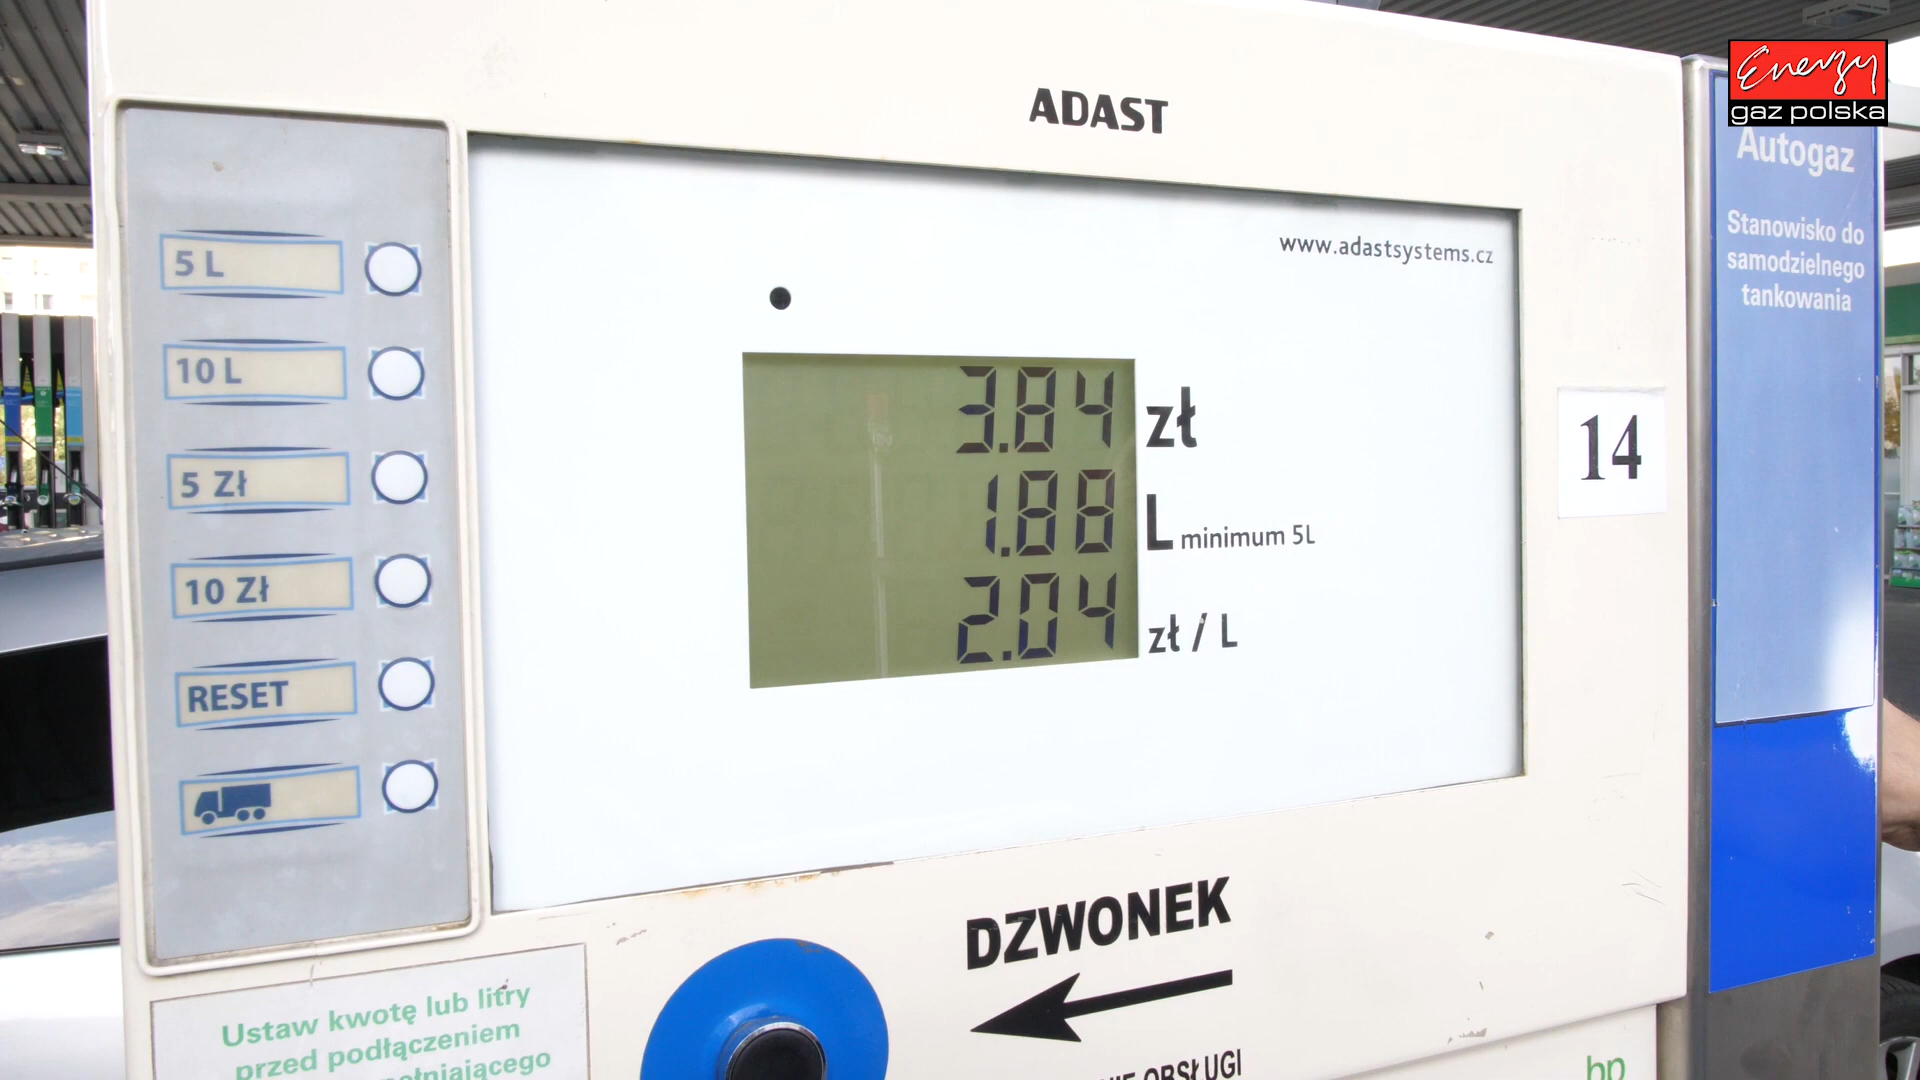 Energy
gaz polska
ADAST
Autogaz
Stanowisko do
samodzielnego
tankowania
www.adastsystems.cz
5 L
10 L
5 Zł
10 Zł
RESET
3.84 zł
1.88 L minimum 5L
2.04 zł / L
14
DZWONEK
OBSŁUGI
Ustaw kwotę lub litry
przed podłączeniem
bp